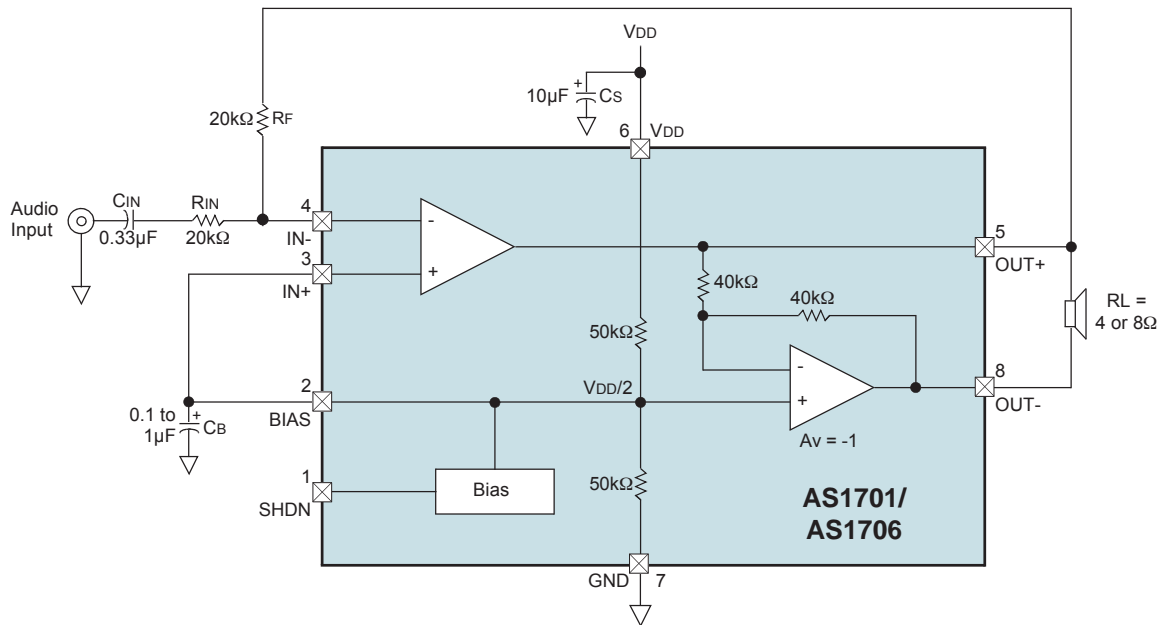 VDD
10µF
+
CS
20kΩ
RF
6
VDD
Audio
Input
CIN
0.33µF
RIN
20kΩ
4
IN-
-
3
IN+
+
5
OUT+
40kΩ
40kΩ
RL =
4 or 8Ω
50kΩ
2
BIAS
VDD/2
-
+
8
OUT-
0.1 to
1µF
+
CB
Av = -1
1
SHDN
Bias
50kΩ
AS1701/
AS1706
GND
7